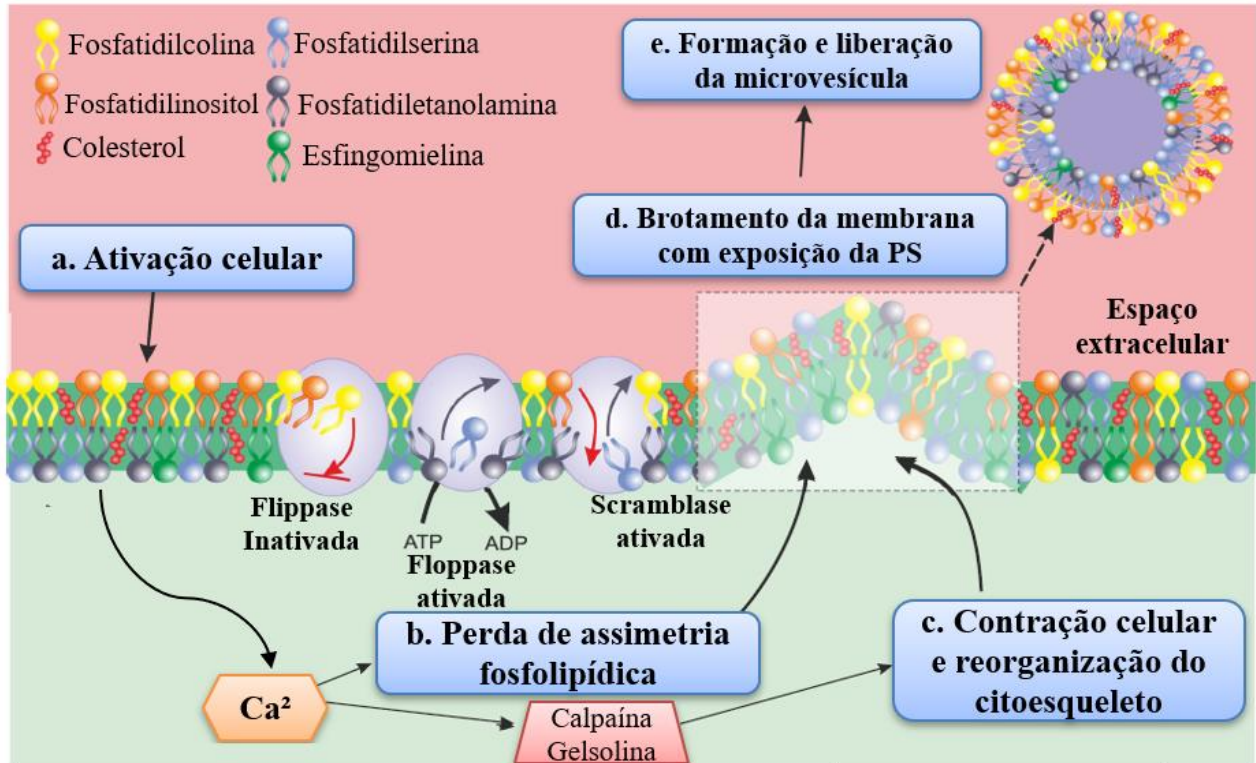 Fosfatidilcolina
Fosfatidilserina
Fosfatidilinositol
Fosfatidiletanolamina
Colesterol
Esfingomielina
e. Formação e liberação
da microvesícula
d. Brotamento da membrana
com exposição da PS
a. Ativação celular
Espaço
extracelular
Flippase
Inativada
ATP
ADP
Floppase
ativada
Scramblase
ativada
b. Perda de assimetria
fosfolipídica
c. Contração celular
e reorganização do
citoesqueleto
Ca²
Calpaína
Gelsolina